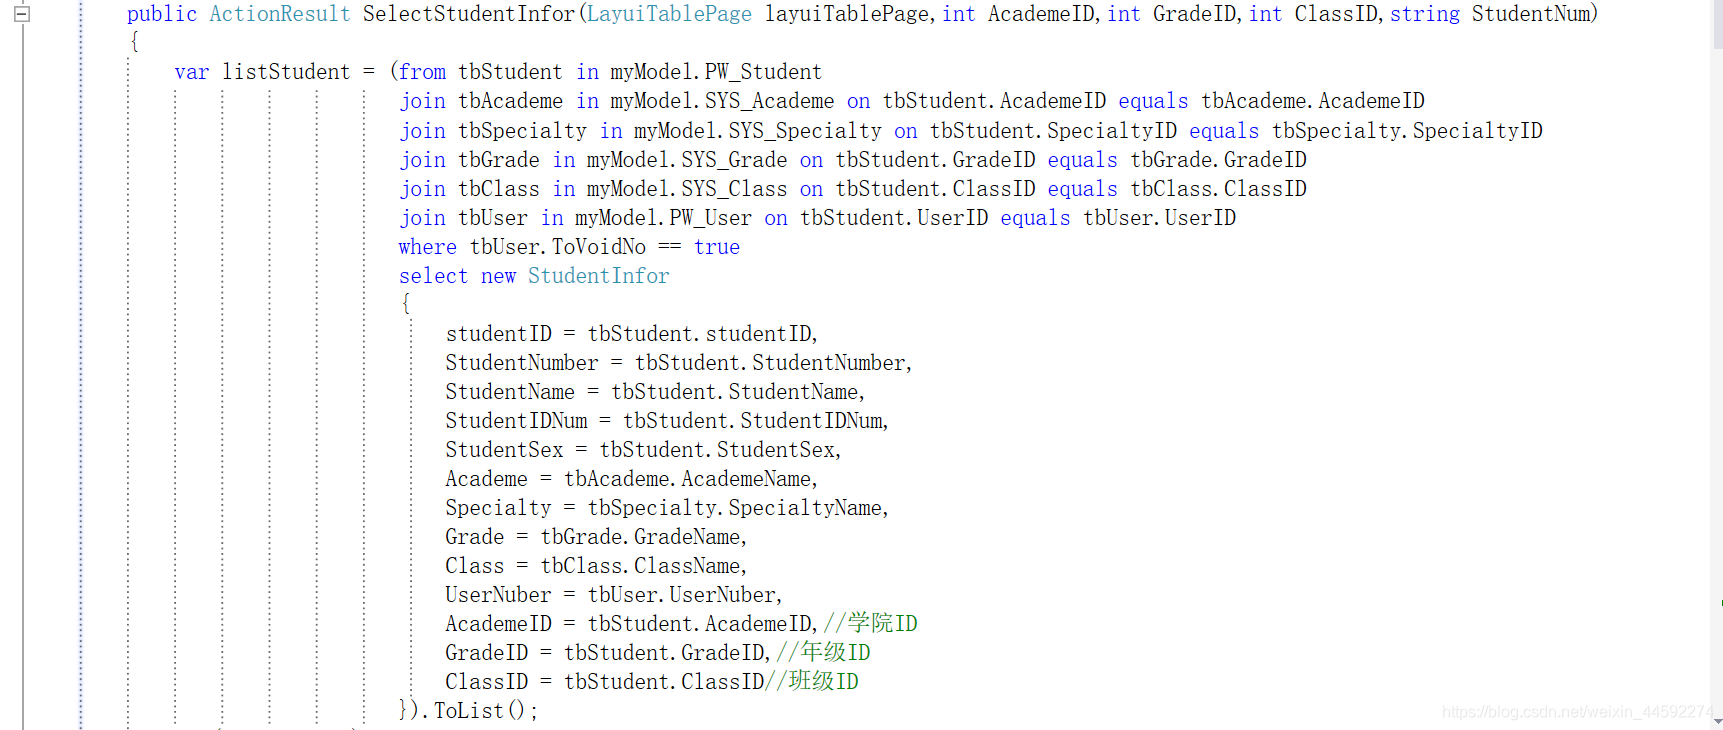 public ActionResult SelectStudentInfor(LayuiTablePage layuiTablePage,int AcademeID,int GradeID,int ClassID,string StudentNum)
{
var listStudent = (from tbStudent in myModel.PW_Student
join tbAcademe in myModel.SYS_Academe on tbStudent.AcademeID equals tbAcademe.AcademeID
join tbSpecialty in myModel.SYS_Specialty on tbStudent.SpecialtyID equals tbSpecialty.SpecialtyID
join tbGrade in myModel.SYS_Grade on tbStudent.GradeID equals tbGrade.GradeID
join tbClass in myModel.SYS_Class on tbStudent.ClassID equals tbClass.ClassID
join tbUser in myModel.PW_User on tbStudent.UserID equals tbUser.UserID
where tbUser.ToVoidNo == true
select new StudentInfor
{
studentID = tbStudent.studentID,
StudentNumber = tbStudent.StudentNumber,
StudentName = tbStudent.StudentName,
StudentIDNum = tbStudent.StudentIDNum,
StudentSex = tbStudent.StudentSex,
Academe = tbAcademe.AcademeName,
Specialty = tbSpecialty.SpecialtyName,
Grade = tbGrade.GradeName,
Class = tbClass.ClassName,
UserNuber = tbUser.UserNuber,
AcademeID = tbStudent.AcademeID,//学院ID
GradeID = tbStudent.GradeID,//年级ID
ClassID = tbStudent.ClassID//班级ID
}).ToList();
https://blog.csdn.net/weixin_44592274